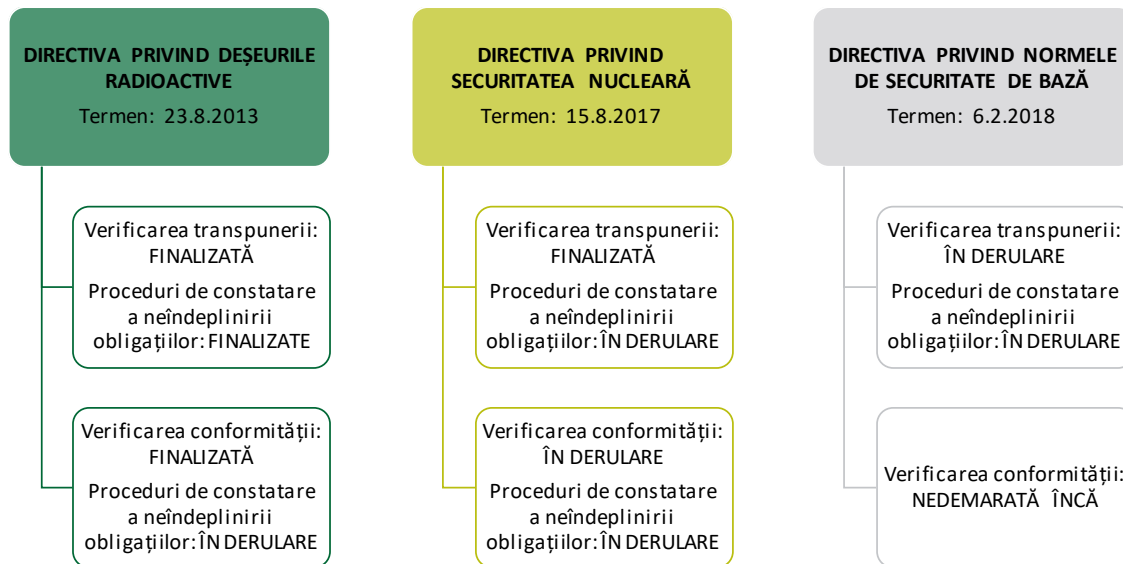 DIRECTIVA PRIVIND DEȘEURILE
RADIOACTIVE
Termen: 23.8.2013
Verificarea transpunerii:
FINALIZATĂ
Proceduri de constatare
a neîndeplinirii
obligațiilor: FINALIZATE
Verificarea conformității:
FINALIZATĂ
Proceduri de constatare
a neîndeplinirii
obligațiilor: ÎN DERULARE
DIRECTIVA PRIVIND
SECURITATEA NUCLEARĂ
Termen: 15.8.2017
Verificarea transpunerii:
FINALIZATĂ
Proceduri de constatare
a neîndeplinirii
obligațiilor: ÎN DERULARE
Verificarea conformității:
ÎN DERULARE
Proceduri de constatare
a neîndeplinirii
obligațiilor: ÎN DERULARE
DIRECTIVA PRIVIND NORMELE
DE SECURITATE DE BAZĂ
Termen: 6.2.2018
Verificarea transpunerii:
ÎN DERULARE
Proceduri de constatare
a neîndeplinirii
obligațiilor: ÎN DERULARE
Verificarea conformității:
NEDEMARATĂ ÎNCĂ